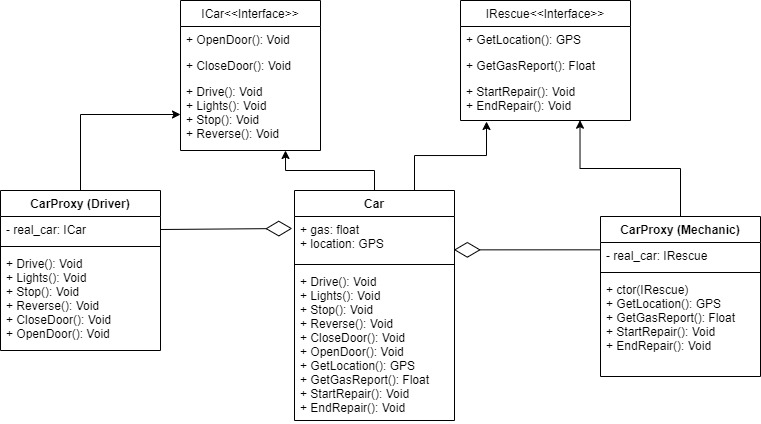 ICar<<Interface>>
+ OpenDoor(): Void
+ CloseDoor(): Void
+ Drive(): Void
+ Lights(): Void
+ Stop(): Void
+ Reverse(): Void
IRescue<<Interface>>
+ GetLocation(): GPS
+ GetGasReport(): Float
+ StartRepair(): Void
+ EndRepair(): Void
CarProxy (Driver)
- real_car: ICar
+ Drive(): Void
+ Lights(): Void
+ Stop(): Void
+ Reverse(): Void
+ CloseDoor(): Void
+ OpenDoor(): Void
Car
+ gas: float
+ location: GPS
+ Drive(): Void
+ Lights(): Void
+ Stop(): Void
+ Reverse(): Void
+ CloseDoor(): Void
+ OpenDoor(): Void
+ GetLocation(): GPS
+ GetGasReport(): Float
+ StartRepair(): Void
+ EndRepair(): Void
CarProxy (Mechanic)
- real_car: IRescue
+ ctor(IRescue)
+ GetLocation(): GPS
+ GetGasReport(): Float
+ StartRepair(): Void
+ EndRepair(): Void